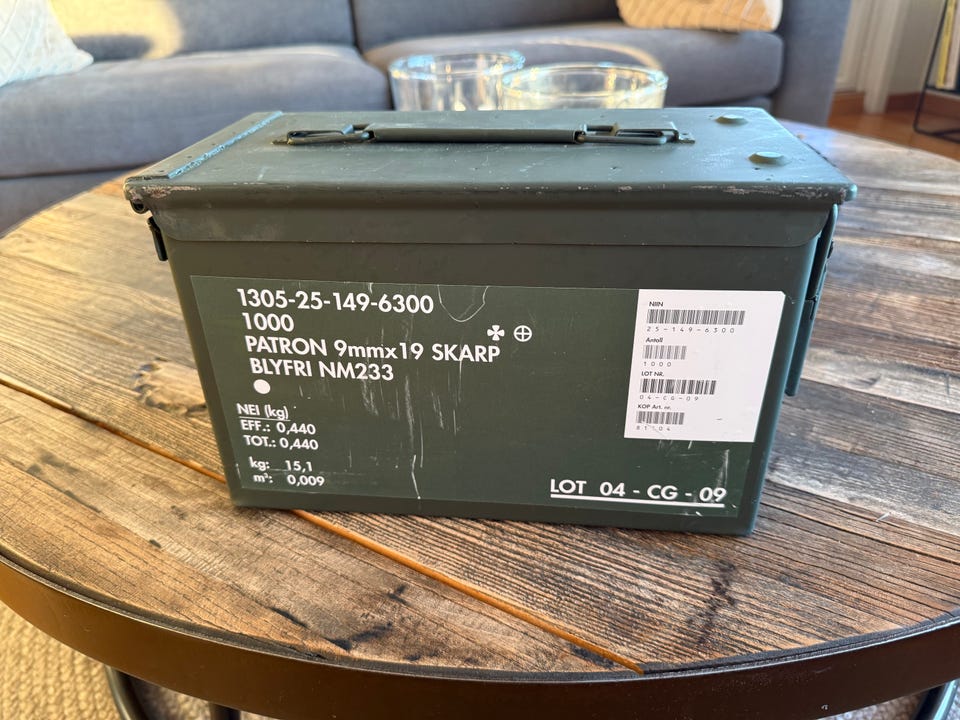 1305-25-149-6300
1000
PATRON 9mmx19 SKARP
BLYFRI NM233
NEI (kg)
EFF.: 0,440
TOT.: 0,440
kg: 15,1
m³: 0,009
LOT 04 - CG - 09
NIIN
25-149-6300
Antall
1000
LOT NR.
04-CG-09
KOP Art. nr.